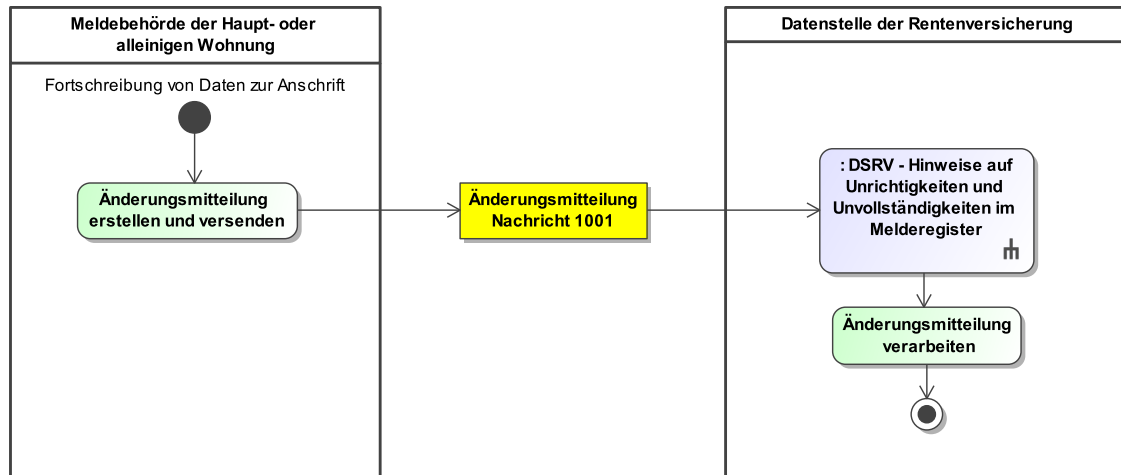 Meldebehörde der Haupt- oder
alleinigen Wohnung
Fortschreibung von Daten zur Anschrift
Änderungsmitteilung
erstellen und versenden
Änderungsmitteilung
Nachricht 1001
Datenstelle der Rentenversicherung
: DSRV - Hinweise auf
Unrichtigkeiten und
Unvollständigkeiten im
Melderegister
Änderungsmitteilung
verarbeiten